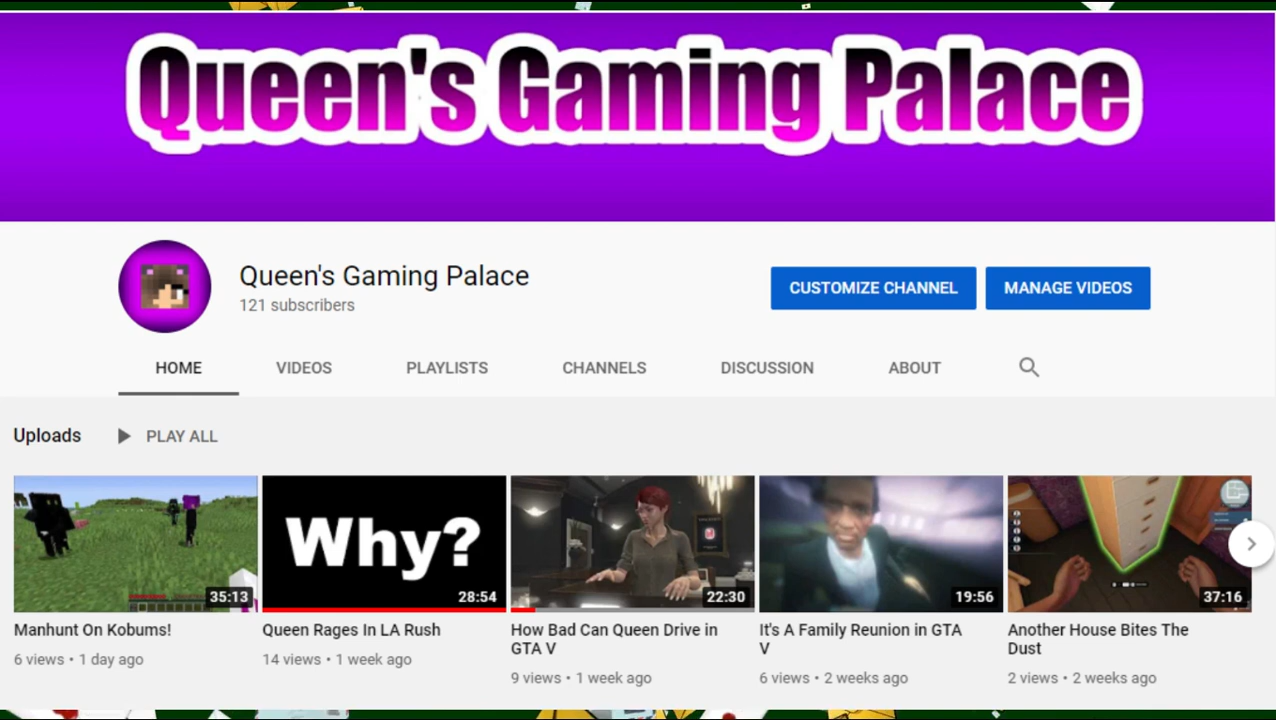 Queen's Gaming Palace
Queen's Gaming Palace
121 subscribers
CUSTOMIZE CHANNEL
MANAGE VIDEOS
HOME
VIDEOS
PLAYLISTS
CHANNELS
DISCUSSION
ABOUT
Uploads
PLAY ALL
35:13
Why?
28:54
22:30
19:56
37:16
Manhunt On Kobums!
6 views • 1 day ago
Queen Rages In LA Rush
14 views • 1 week ago
How Bad Can Queen Drive in
GTA V
9 views • 1 week ago
It's A Family Reunion in GTA
V
6 views • 2 weeks ago
Another House Bites The
Dust
2 views • 2 weeks ago